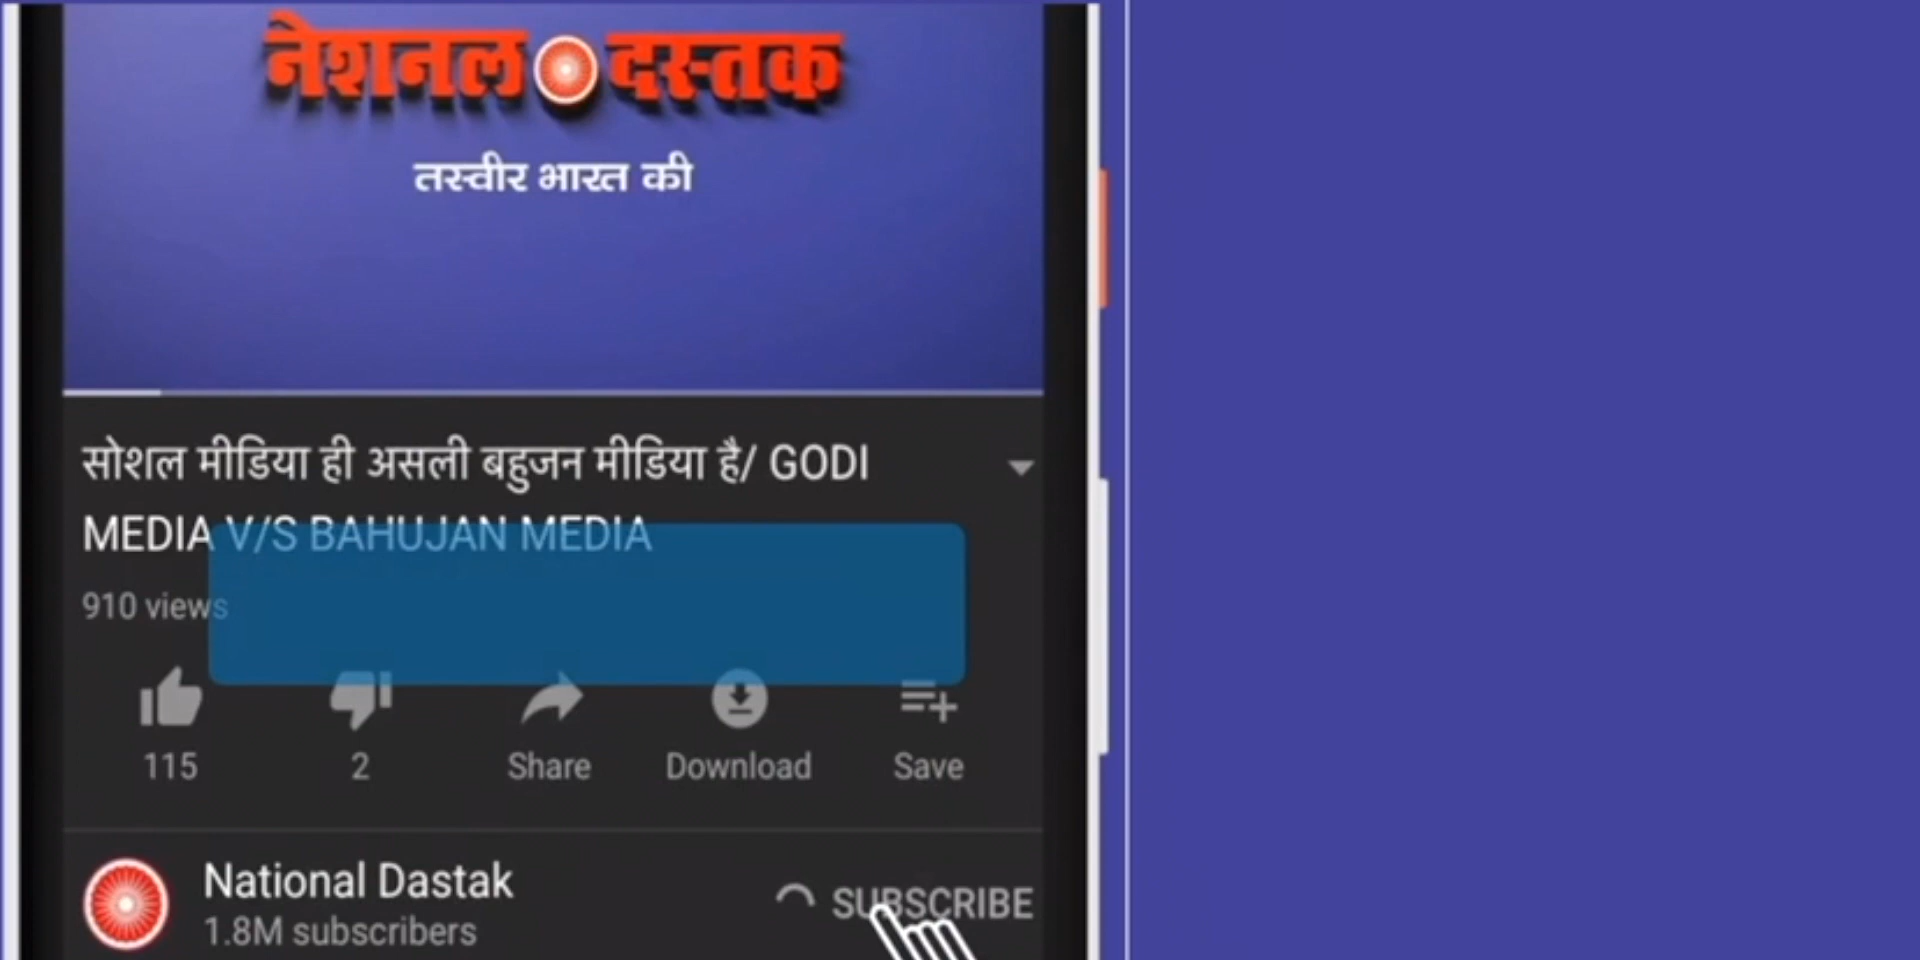 नेशनल दस्तक
तस्वीर भारत की
सोशल मीडिया ही असली बहुजन मीडिया है/ GODI
MEDIA V/S BAHUJAN MEDIA
910 views
115 2 Share Download Save
National Dastak
1.8M subscribers
SUBSCRIBE